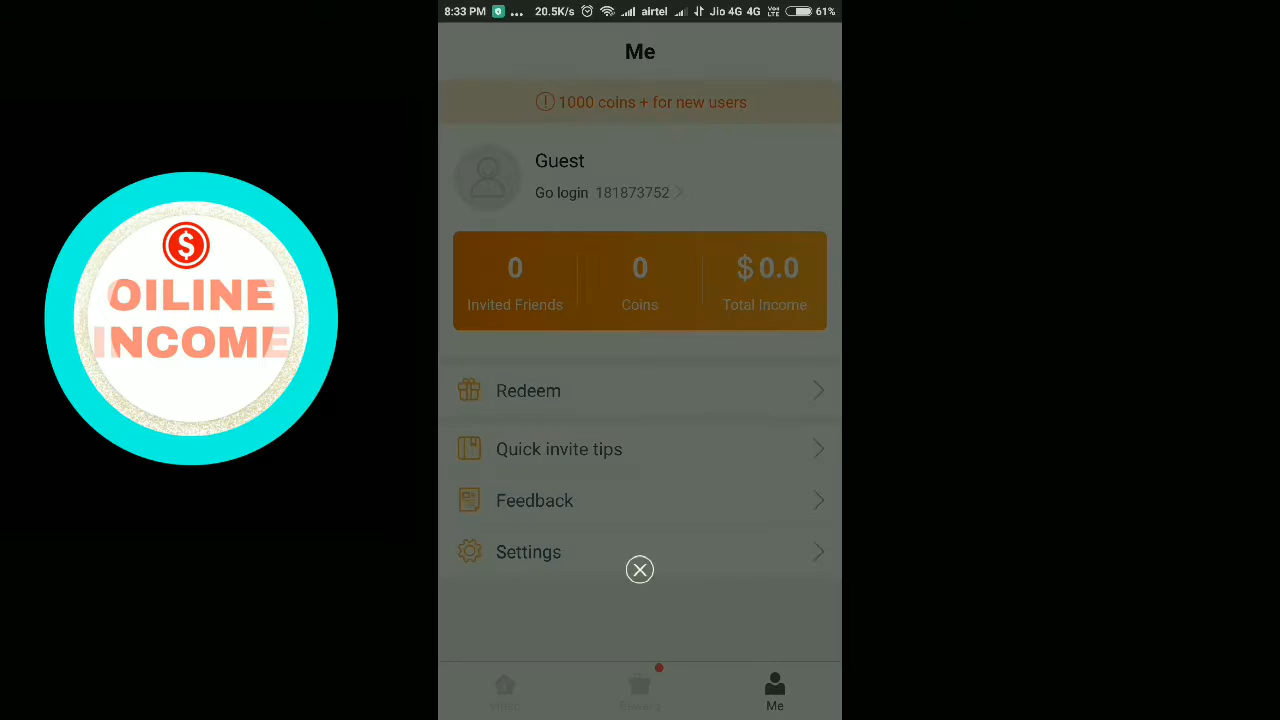 OILINE
INCOME
8:33 PM ... 20.5K/s airtel Jio 4G 4G VoLTE 61%
Me
1000 coins + for new users
Guest
Go login 181873752
0 0 $ 0.0
Invited Friends Coins Total Income
Redeem
Quick invite tips
Feedback
Settings
Me